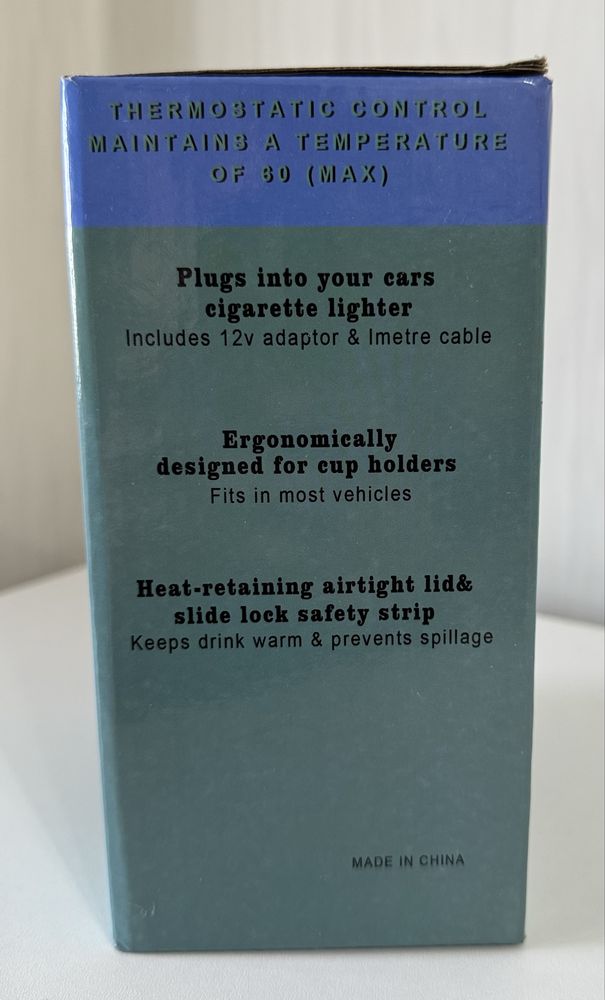 THERMOSTATIC CONTROL
MAINTAINS A TEMPERATURE
OF 60 (MAX)
Plugs into your cars
cigarette lighter
Includes 12v adaptor & lmetre cable
Ergonomically
designed for cup holders
Fits in most vehicles
Heat-retaining airtight lid&
slide lock safety strip
Keeps drink warm & prevents spillage
MADE IN CHINA